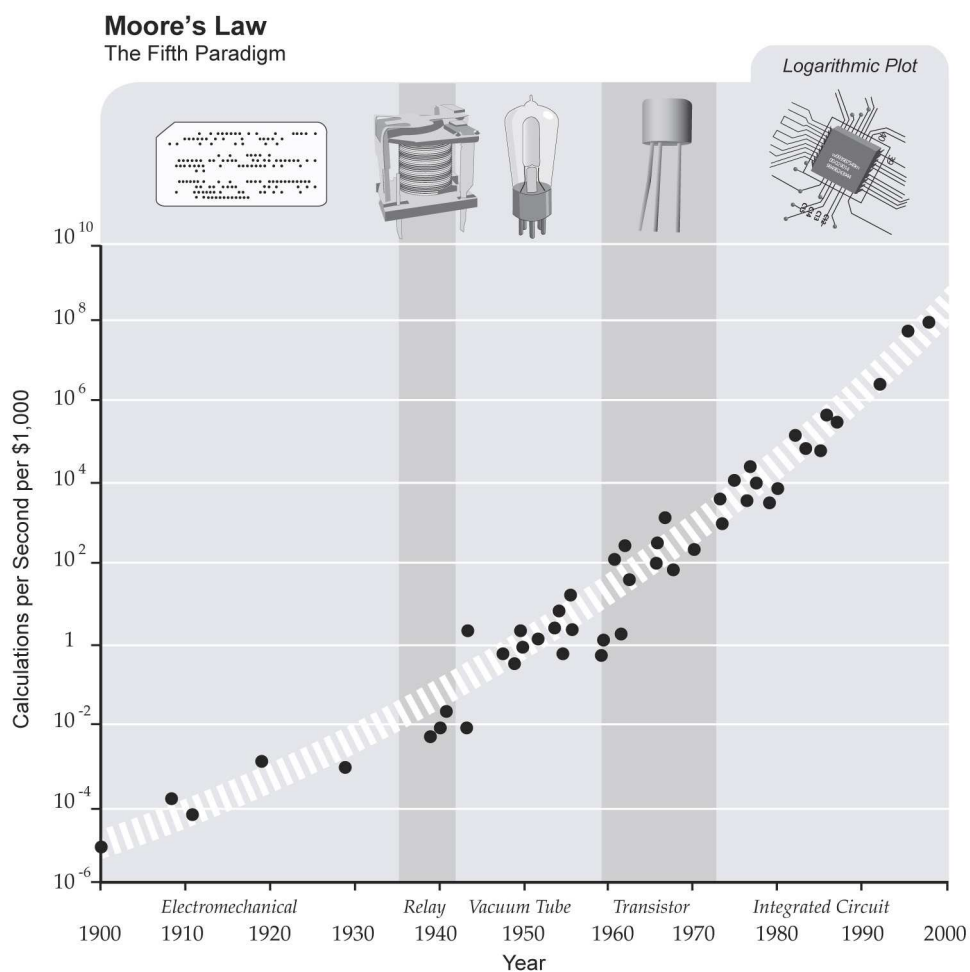 Moore's Law
The Fifth Paradigm
Logarithmic Plot
10^10
10^8
10^6
10^4
10^2
1
10^-2
10^-4
10^-6
Calculations per Second per $1,000
Electromechanical Relay Vacuum Tube Transistor Integrated Circuit
1900 1910 1920 1930 1940 1950 1960 1970 1980 1990 2000
Year